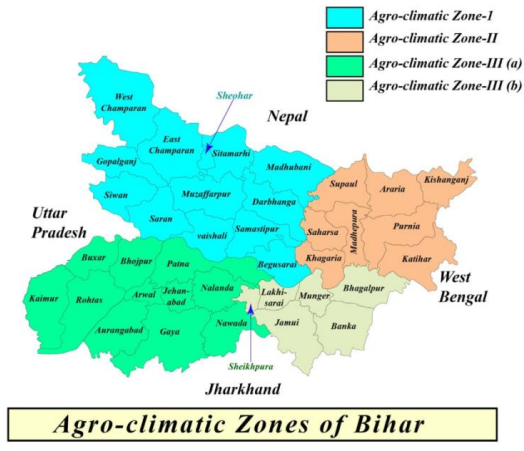 Agro-climatic Zone-I
Agro-climatic Zone-II
Agro-climatic Zone-III (a)
Agro-climatic Zone-III (b)
West
Champaran
Sheohar
Nepal
East
Champaran
Sitamarhi
Gopalganj
Madhubani
Siwan
Muzaffarpur
Darbhanga
Supaul
Araria
Kishanganj
Uttar
Pradesh
Saran
vaishali
Samastipur
Saharsa
Madhepura
Purnia
Buxar
Bhojpur
Patna
Begusarai
Khagaria
Katihar
West
Bengal
Kaimur
Rohtas
Arwal
Jehan-
abad
Nalanda
Lakhi-
sarai
Munger
Bhagalpur
Aurangabad
Gaya
Nawada
Jamui
Banka
Sheikhpura
Jharkhand
Agro-climatic Zones of Bihar